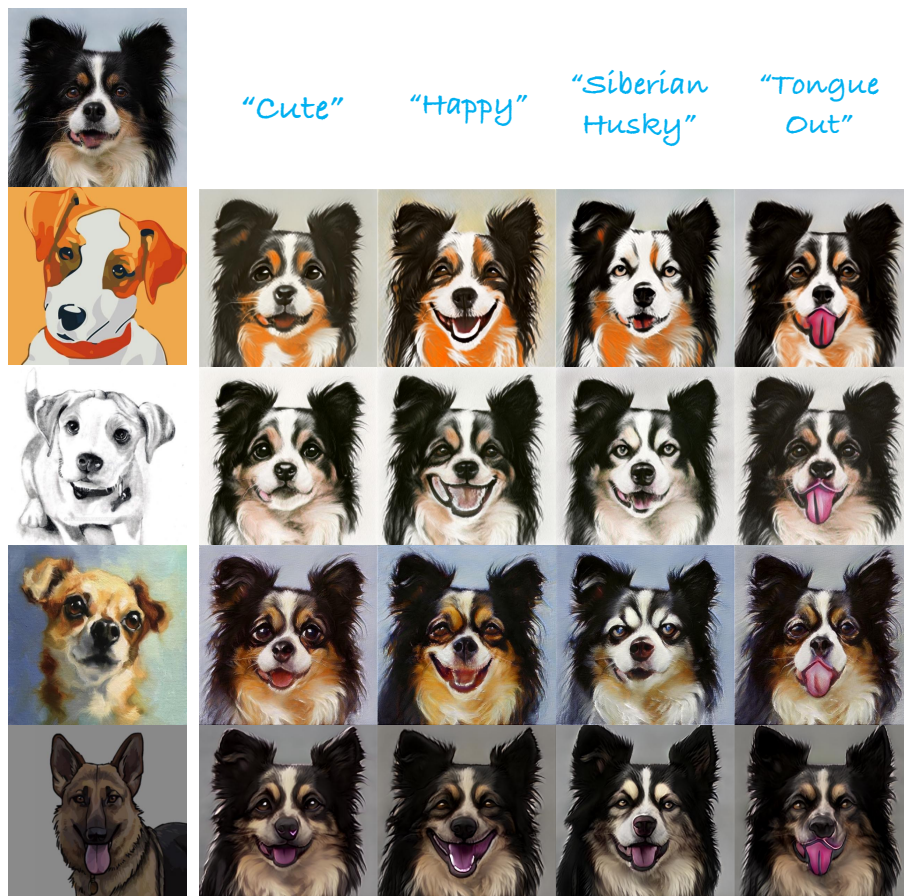 “Cute”
“Happy”
“Siberian
Husky”
“Tongue
Out”